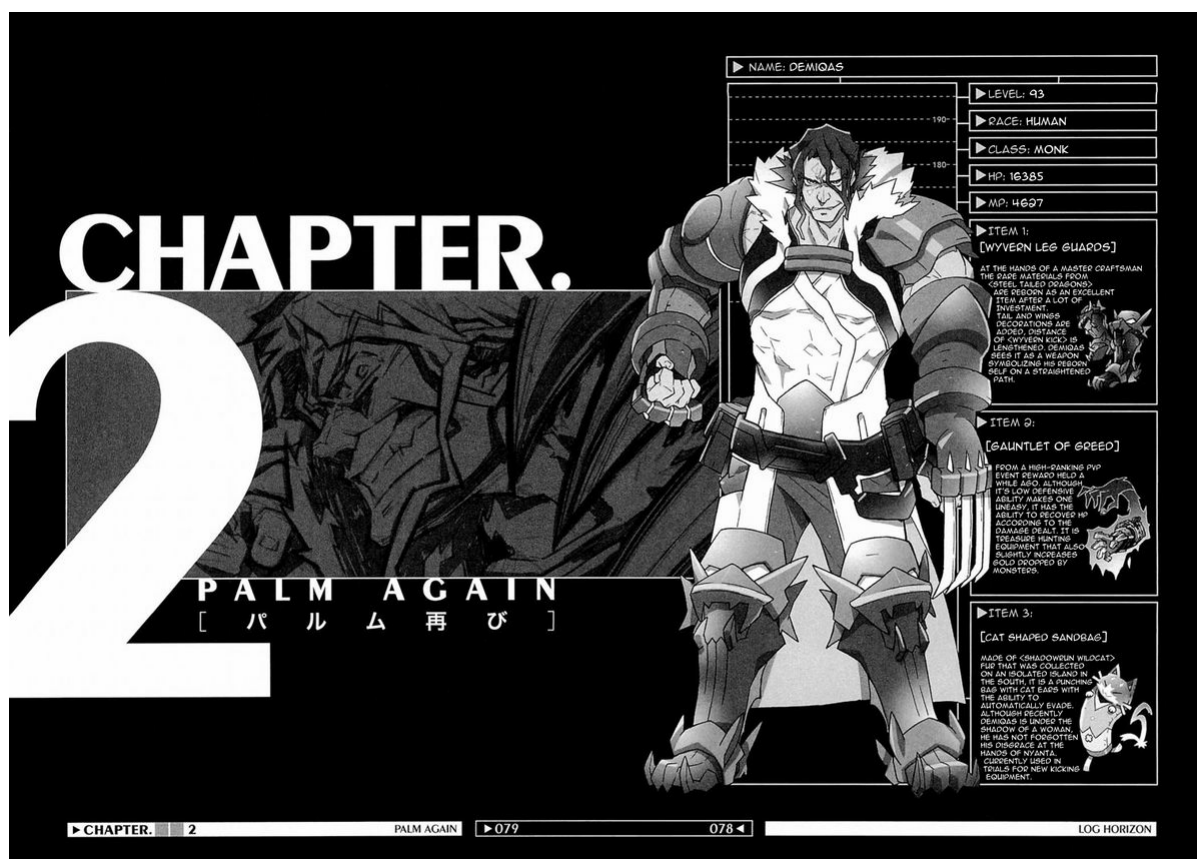 CHAPTER.
2
PALM AGAIN
[パルム再び]
▶NAME: DEMIQAS
190
180
▶LEVEL: 93
▶RACE: HUMAN
▶CLASS: MONK
▶HP: 16385
▶MP: 4627
▶ITEM 1:
[WYVERN LEG GUARDS]
AT THE HANDS OF A MASTER CRAFTSMAN
THE RARE MATERIALS FROM
<STEEL TAILED DRAGONS>
ARE REBORN AS AN EXCELLENT
ITEM AFTER A LOT OF
INVESTMENT.
TAIL AND WINGS
DECORATIONS ARE
ADDED, DISTANCE
OF <WYVERN KICK> IS
LENGTHENED. DEMIQAS
SEES IT AS A WEAPON
SYMBOLIZING HIS REBORN
SELF ON A STRAIGHTENED
PATH.
▶ITEM 2:
[GAUNTLET OF GREED]
FROM A HIGH-RANKING PVP
EVENT REWARD HELD A
WHILE AGO. ALTHOUGH
IT'S LOW DEFENSIVE
ABILITY MAKES ONE
UNEASY, IT HAS THE
ABILITY TO RECOVER HP
ACCORDING TO THE
DAMAGE DEALT. IT IS
TREASURE HUNTING
EQUIPMENT THAT ALSO
SLIGHTLY INCREASES
GOLD DROPPED BY
MONSTERS.
▶ITEM 3:
[CAT SHAPED SANDBAG]
MADE OF <SHADOWRUN WILDCAT>
FUR THAT WAS COLLECTED
ON AN ISOLATED ISLAND IN
THE SOUTH, IT IS A PUNCHING
BAG WITH CAT EARS WITH
THE ABILITY TO
AUTOMATICALLY EVADE.
ALTHOUGH RECENTLY
DEMIQAS IS UNDER THE
SHADOW OF A WOMAN,
HE HAS NOT FORGOTTEN
HIS DISGRACE AT THE
HANDS OF NYANTA.
CURRENTLY USED IN
TRIALS FOR NEW KICKING
EQUIPMENT.
▶CHAPTER. 2
PALM AGAIN
▶079
078◀
LOG HORIZON